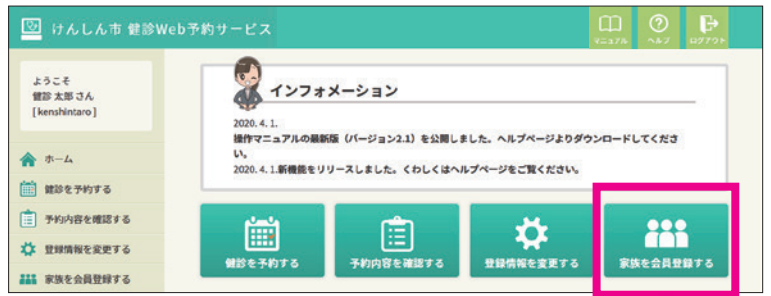 けんしん市 健診Web予約サービス
マニュアル
ヘルプ
ログアウト
ようこそ
健診 太郎 さん
[kenshintaro]
ホーム
健診を予約する
予約内容を確認する
登録情報を変更する
家族を会員登録する
インフォメーション
2020. 4. 1.
操作マニュアルの最新版（バージョン2.1）を公開しました。ヘルプページよりダウンロードしてくださ
い。
2020. 4. 1.新機能をリリースしました。くわしくはヘルプページをご覧ください。
健診を予約する
予約内容を確認する
登録情報を変更する
家族を会員登録する